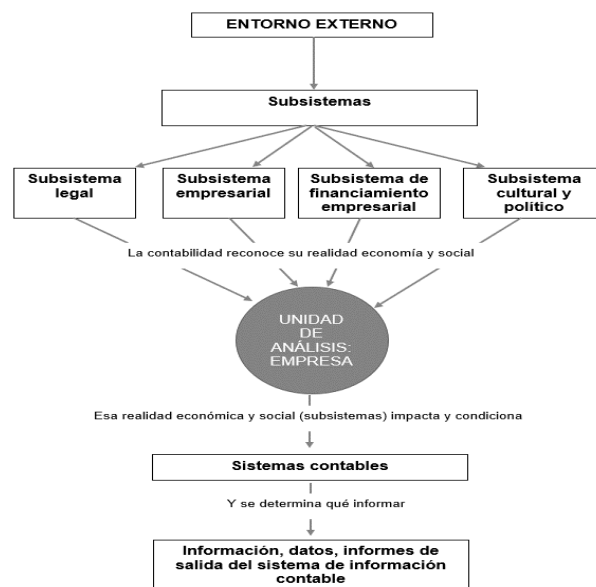 ENTORNO EXTERNO
Subsistemas
Subsistema
legal
Subsistema
empresarial
Subsistema de
financiamiento
empresarial
Subsistema
cultural y
político
La contabilidad reconoce su realidad economía y social
UNIDAD
DE
ANÁLISIS:
EMPRESA
Esa realidad económica y social (subsistemas) impacta y condiciona
Sistemas contables
Y se determina qué informar
Información, datos, informes de
salida del sistema de información
contable